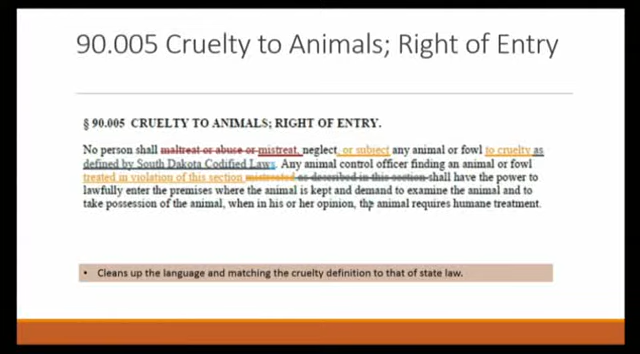 90.005 Cruelty to Animals; Right of Entry
§ 90.005 CRUELTY TO ANIMALS; RIGHT OF ENTRY.
No person shall maltreat or abuse or mistreat, neglect, or subject any animal or fowl to cruelty as
defined by South Dakota Codified Laws. Any animal control officer finding an animal or fowl
treated in violation of this section mistreated as described in this section shall have the power to
lawfully enter the premises where the animal is kept and demand to examine the animal and to
take possession of the animal, when in his or her opinion, the animal requires humane treatment.
• Cleans up the language and matching the cruelty definition to that of state law.